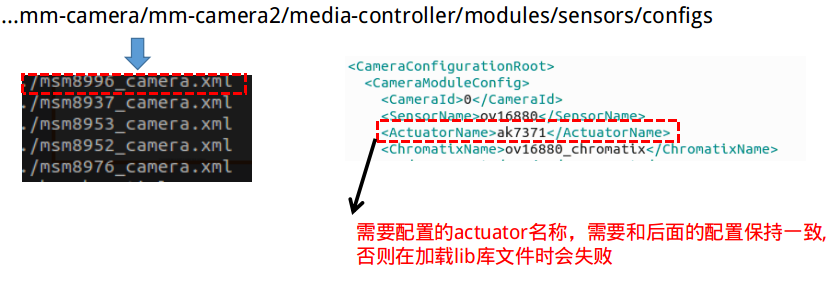 ...mm-camera/mm-camera2/media-controller/modules/sensors/configs
./msm8996_camera.xml
./msm8937_camera.xml
./msm8953_camera.xml
./msm8952_camera.xml
./msm8976_camera.xml
<CameraConfigurationRoot>
<CameraModuleConfig>
<CameraId>0</CameraId>
<SensorName>ov16880</SensorName>
<ActuatorName>ak7371</ActuatorName>
<ChromatixName>ov16880_chromatix</ChromatixName>
需要配置的actuator名称，需要和后面的配置保持一致,
否则在加载lib库文件时会失败